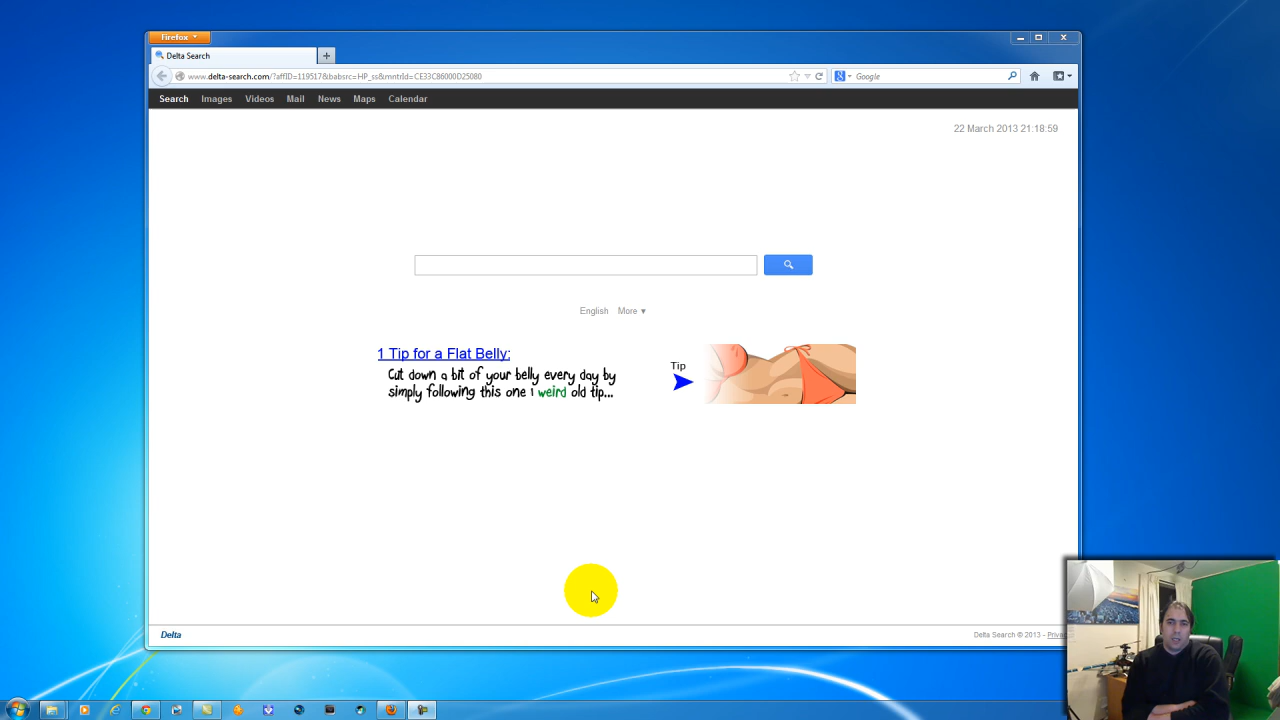 Firefox
Delta Search
www.delta-search.com/?affID=119517&babsrc=HP_ss&mntrId=CE33C86000D25080
Google
Search Images Videos Mail News Maps Calendar
22 March 2013 21:18:59
English More
1 Tip for a Flat Belly:
Cut down a bit of your belly every day by
simply following this one 1 weird old tip...
Tip
Delta
Delta Search © 2013 -